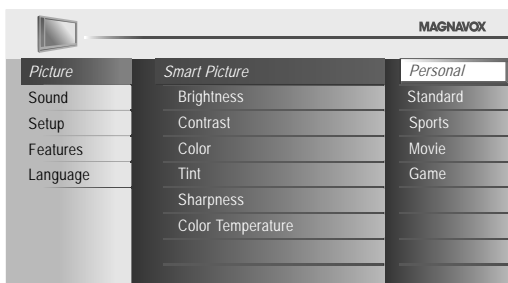 MAGNAVOX
Picture
Sound
Setup
Features
Language
Smart Picture
Brightness
Contrast
Color
Tint
Sharpness
Color Temperature
Personal
Standard
Sports
Movie
Game